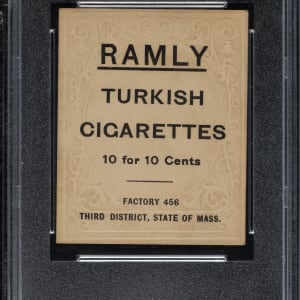 RAMLY
TURKISH
CIGARETTES
10 for 10 Cents
FACTORY 456
THIRD DISTRICT, STATE OF MASS.